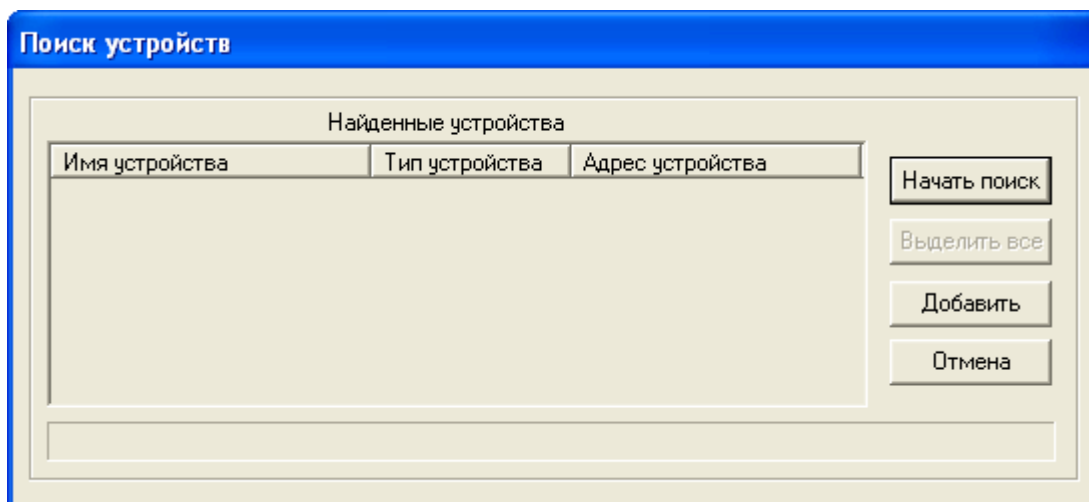 Поиск устройств
Найденные устройства
Имя устройства Тип устройства Адрес устройства
Начать поиск
Выделить все
Добавить
Отмена